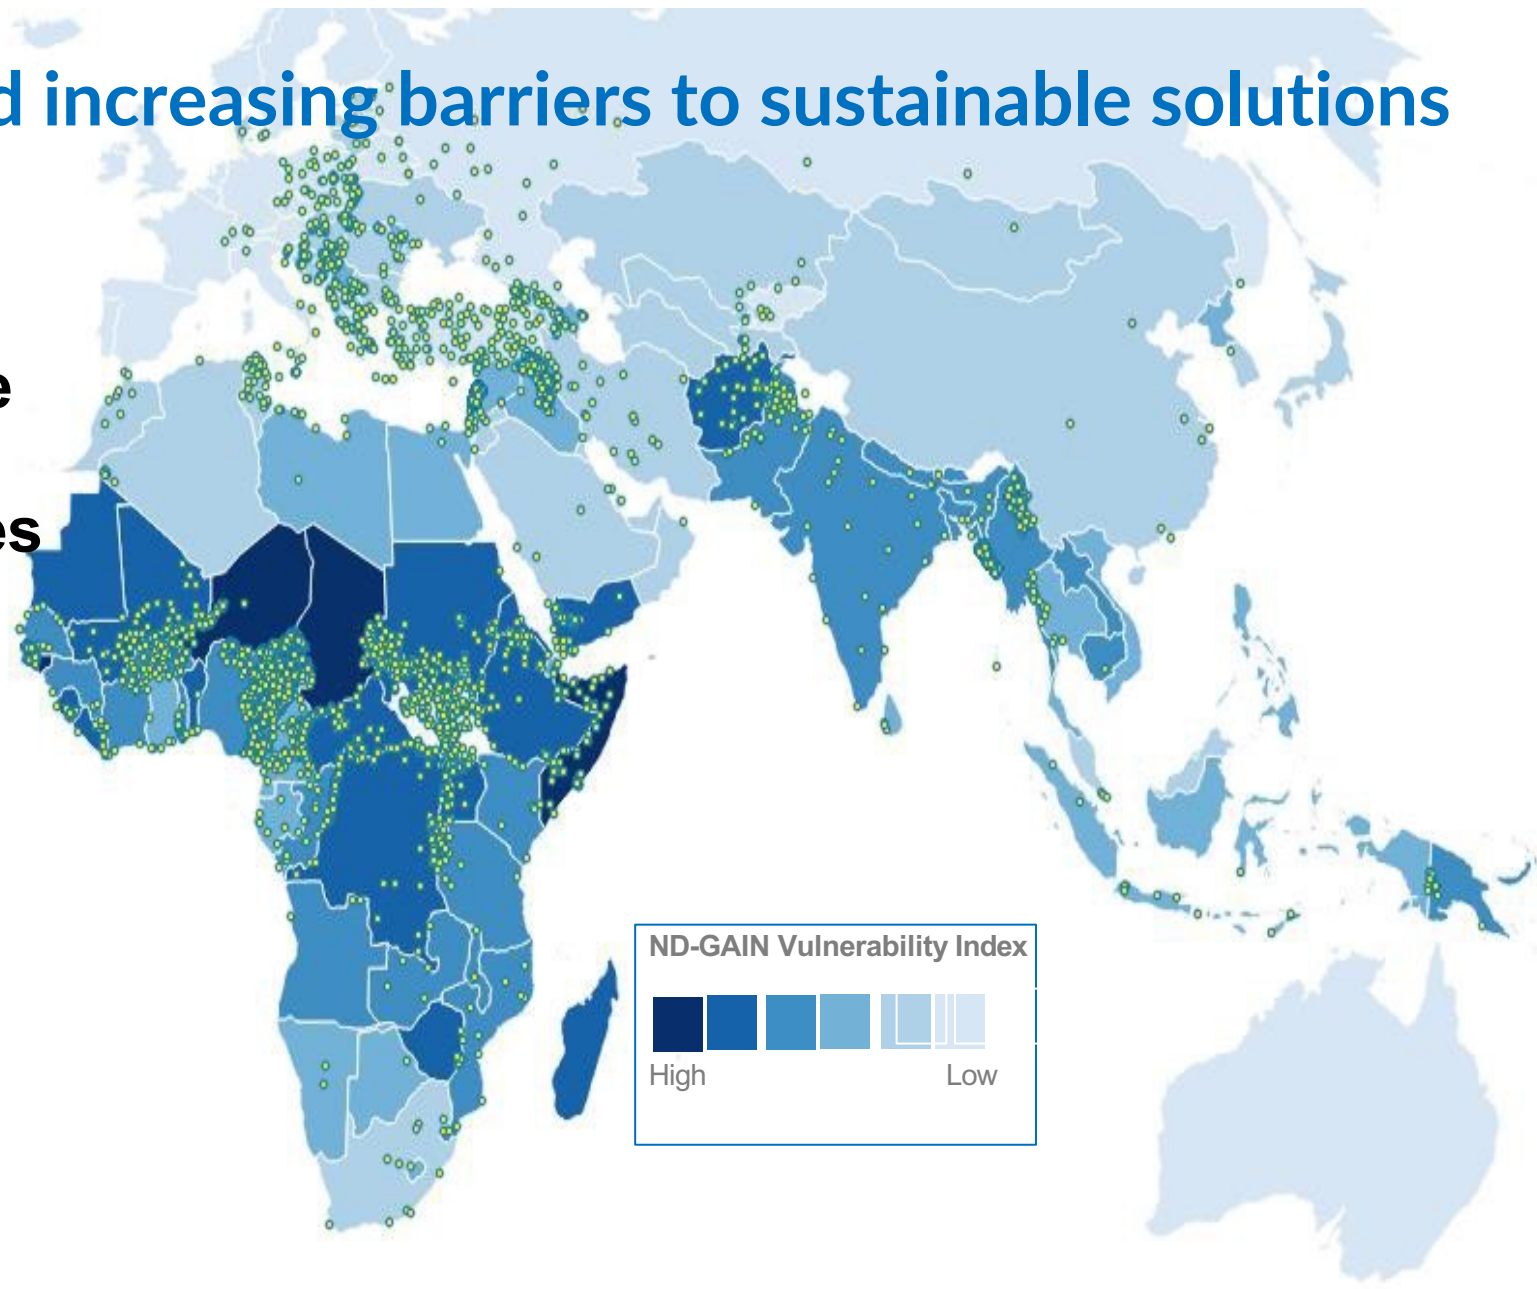 d increasing barriers to sustainable solutions
e
es
ND-GAIN Vulnerability Index
High
Low